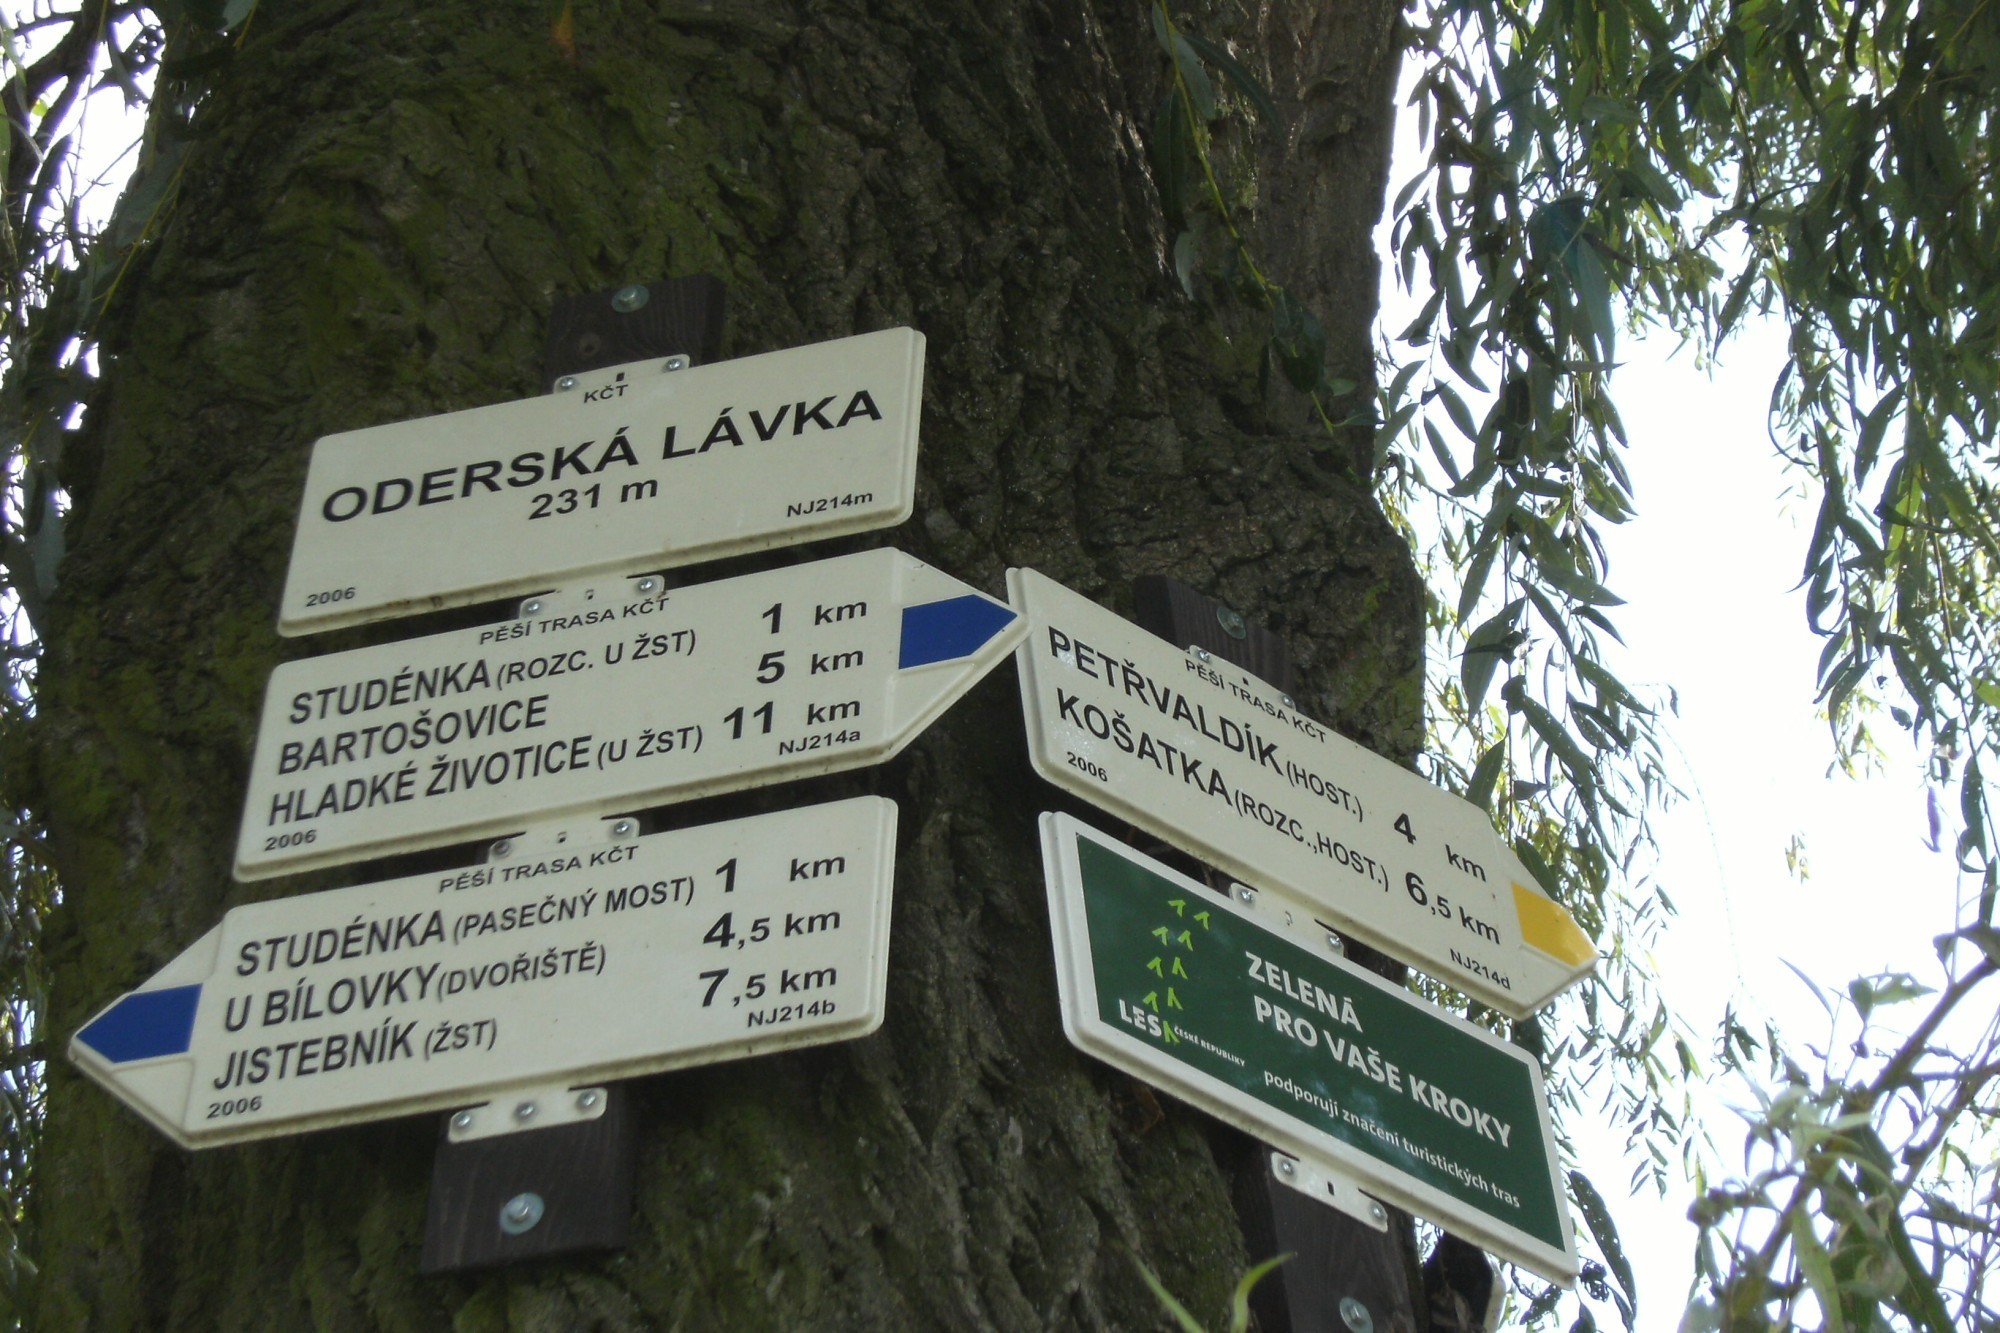 KČT
ODERSKÁ LÁVKA
231 m
NJ214m
2006
PĚŠÍ TRASA KČT
STUDÉNKA (ROZC. U ŽST) 1 km
BARTOŠOVICE 5 km
HLADKÉ ŽIVOTICE (U ŽST) 11 km
2006 NJ214a
PĚŠÍ TRASA KČT
STUDÉNKA (PASEČNÝ MOST) 1 km
U BÍLOVKY (DVOŘIŠTĚ) 4,5 km
JISTEBNÍK (ŽST) 7,5 km
2006 NJ214b
PĚŠÍ TRASA KČT
PETŘVALDÍK (HOST.) 4 km
KOŠATKA (ROZC.,HOST.) 6,5 km
2006 NJ214d
ZELENÁ
PRO VAŠE KROKY
LESY ČESKÉ REPUBLIKY
podporují značení turistických tras